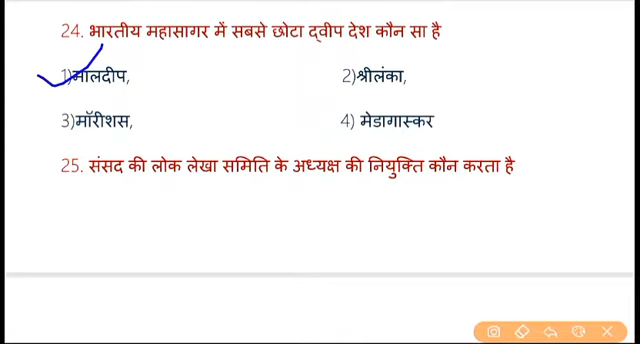 24. भारतीय महासागर में सबसे छोटा द्वीप देश कौन सा है
1)मालदीप, 2)श्रीलंका,
3)मॉरीशस, 4) मेडागास्कर
25. संसद की लोक लेखा समिति के अध्यक्ष की नियुक्ति कौन करता है